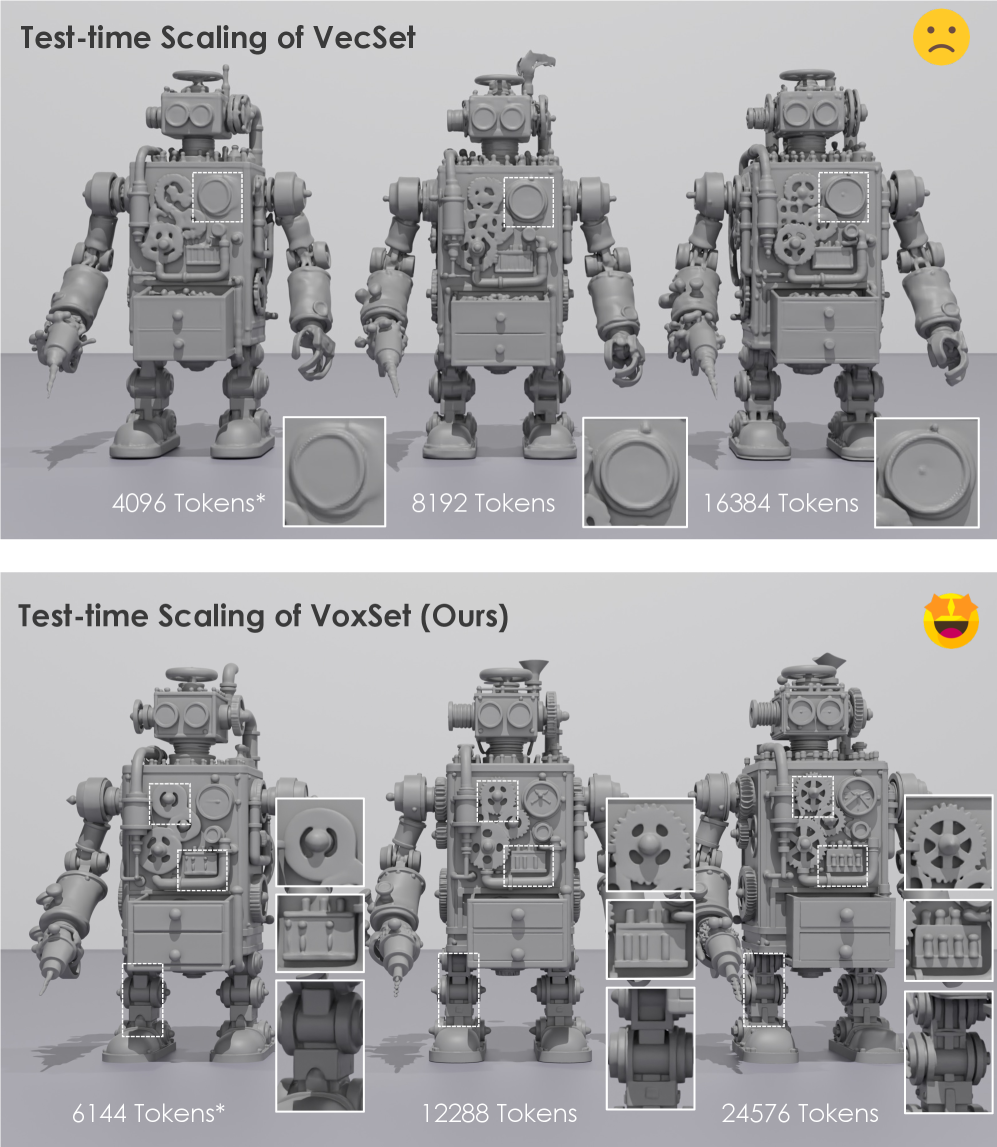 Test-time Scaling of VecSet
4096 Tokens*
8192 Tokens
16384 Tokens
Test-time Scaling of VoxSet (Ours)
6144 Tokens*
12288 Tokens
24576 Tokens